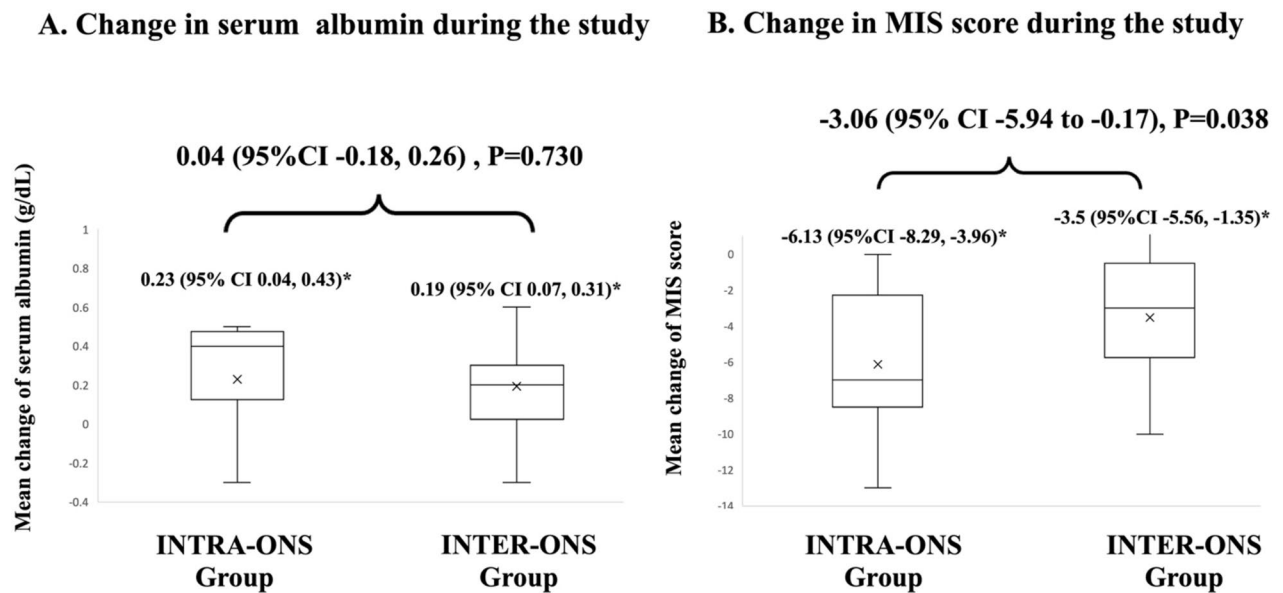 A. Change in serum albumin during the study
0.04 (95%CI -0.18, 0.26) , P=0.730
Mean change of serum albumin (g/dL)
1
0.8
0.6
0.4
0.2
0
-0.2
-0.4
0.23 (95% CI 0.04, 0.43)*
0.19 (95% CI 0.07, 0.31)*
INTRA-ONS
Group
INTER-ONS
Group
B. Change in MIS score during the study
-3.06 (95% CI -5.94 to -0.17), P=0.038
Mean change of MIS score
0
-2
-4
-6
-8
-10
-12
-14
-6.13 (95%CI -8.29, -3.96)*
-3.5 (95%CI -5.56, -1.35)*
INTRA-ONS
Group
INTER-ONS
Group